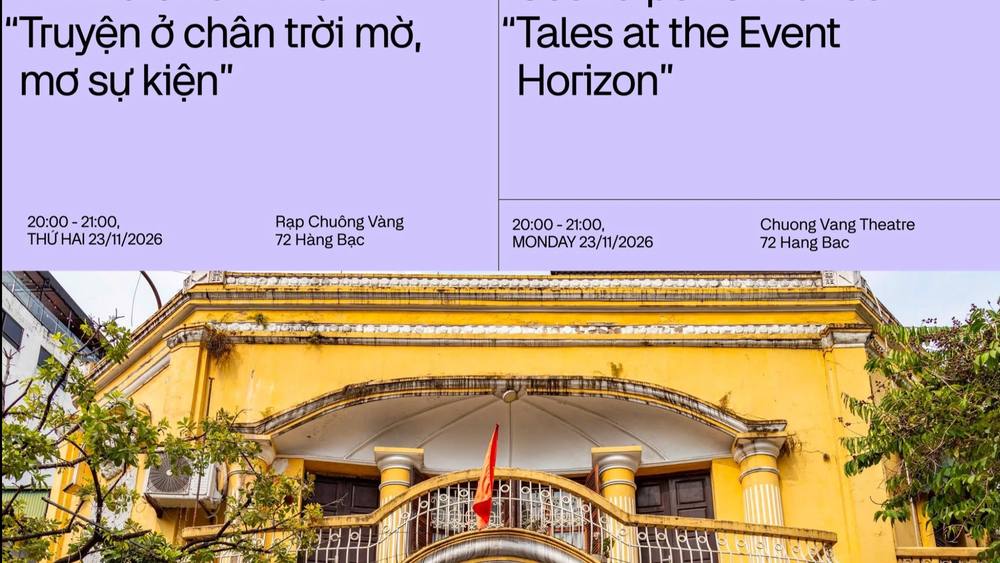 “Truyện ở chân trời mờ,
mơ sự kiện”
20:00 - 21:00,
THỨ HAI 23/11/2026
Rạp Chuông Vàng
72 Hàng Bạc
“Tales at the Event
Horizon”
20:00 - 21:00,
MONDAY 23/11/2026
Chuong Vang Theatre
72 Hang Bac